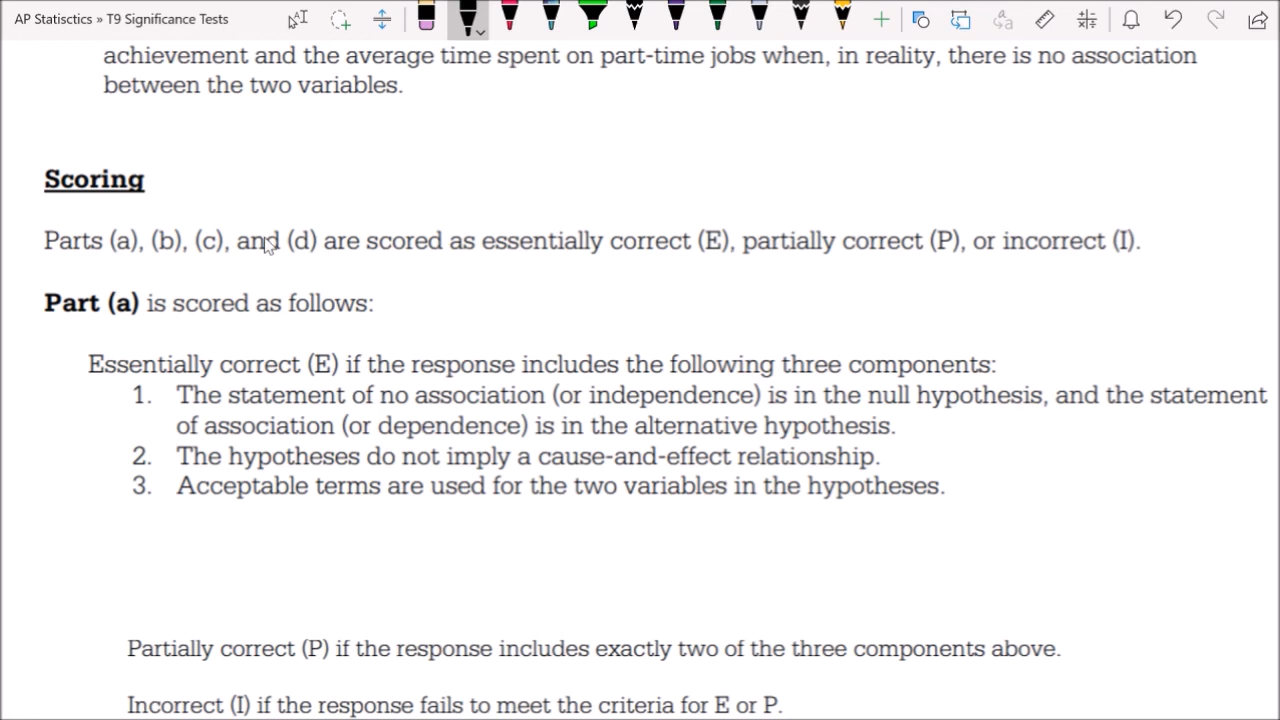 AP Statisctics » T9 Significance Tests
achievement and the average time spent on part-time jobs when, in reality, there is no association
between the two variables.
Scoring
Parts (a), (b), (c), and (d) are scored as essentially correct (E), partially correct (P), or incorrect (I).
Part (a) is scored as follows:
Essentially correct (E) if the response includes the following three components:
1. The statement of no association (or independence) is in the null hypothesis, and the statement
of association (or dependence) is in the alternative hypothesis.
2. The hypotheses do not imply a cause-and-effect relationship.
3. Acceptable terms are used for the two variables in the hypotheses.
Partially correct (P) if the response includes exactly two of the three components above.
Incorrect (I) if the response fails to meet the criteria for E or P.